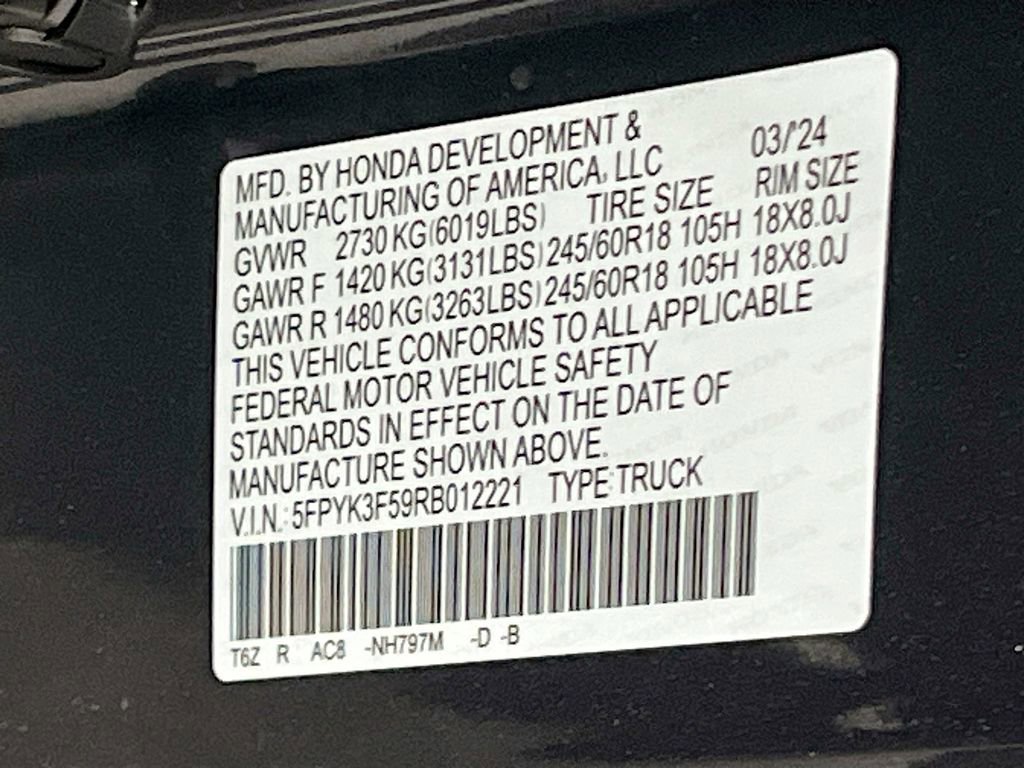 MFD. BY HONDA DEVELOPMENT &
MANUFACTURING OF AMERICA, LLC 03/'24
GVWR 2730 KG(6019LBS) TIRE SIZE RIM SIZE
GAWR F 1420 KG(3131LBS) 245/60R18 105H 18X8.0J
GAWR R 1480 KG(3263LBS) 245/60R18 105H 18X8.0J
THIS VEHICLE CONFORMS TO ALL APPLICABLE
FEDERAL MOTOR VEHICLE SAFETY
STANDARDS IN EFFECT ON THE DATE OF
MANUFACTURE SHOWN ABOVE.
V.I.N.: 5FPYK3F59RB012221 TYPE:TRUCK
T6Z R AC8 -NH797M -D -B